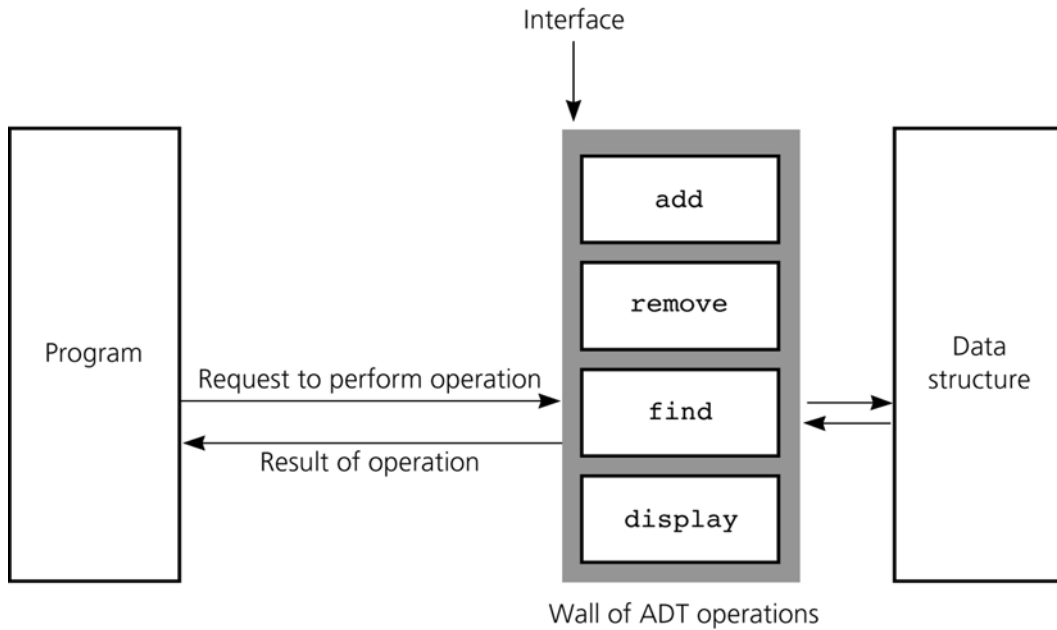 Interface
add
remove
Program
Request to perform operation
find
Data
structure
Result of operation
display
Wall of ADT operations